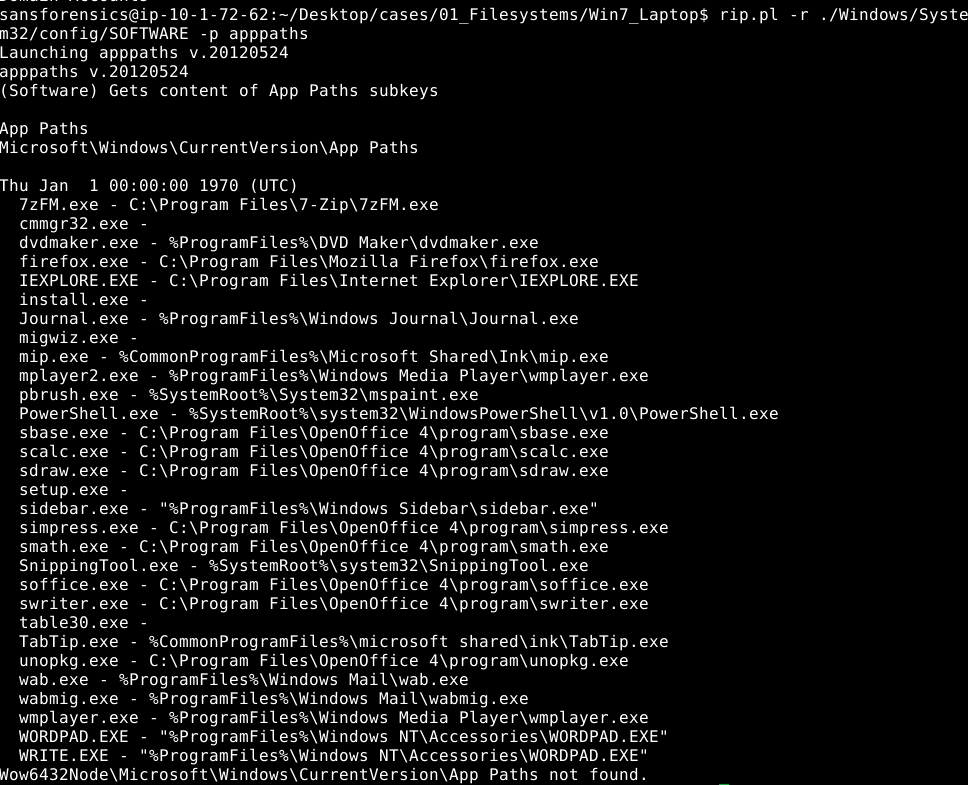 sansforensics@ip-10-1-72-62:~/Desktop/cases/01_Filesystems/Win7_Laptop$ rip.pl -r ./Windows/Syste
m32/config/SOFTWARE -p apppaths
Launching apppaths v.20120524
apppaths v.20120524
(Software) Gets content of App Paths subkeys

App Paths
Microsoft\Windows\CurrentVersion\App Paths

Thu Jan  1 00:00:00 1970 (UTC)
  7zFM.exe - C:\Program Files\7-Zip\7zFM.exe
  cmmgr32.exe -
  dvdmaker.exe - %ProgramFiles%\DVD Maker\dvdmaker.exe
  firefox.exe - C:\Program Files\Mozilla Firefox\firefox.exe
  IEXPLORE.EXE - C:\Program Files\Internet Explorer\IEXPLORE.EXE
  install.exe -
  Journal.exe - %ProgramFiles%\Windows Journal\Journal.exe
  migwiz.exe -
  mip.exe - %CommonProgramFiles%\Microsoft Shared\Ink\mip.exe
  mplayer2.exe - %ProgramFiles%\Windows Media Player\wmplayer.exe
  pbrush.exe - %SystemRoot%\System32\mspaint.exe
  PowerShell.exe - %SystemRoot%\system32\WindowsPowerShell\v1.0\PowerShell.exe
  sbase.exe - C:\Program Files\OpenOffice 4\program\sbase.exe
  scalc.exe - C:\Program Files\OpenOffice 4\program\scalc.exe
  sdraw.exe - C:\Program Files\OpenOffice 4\program\sdraw.exe
  setup.exe -
  sidebar.exe - "%ProgramFiles%\Windows Sidebar\sidebar.exe"
  simpress.exe - C:\Program Files\OpenOffice 4\program\simpress.exe
  smath.exe - C:\Program Files\OpenOffice 4\program\smath.exe
  SnippingTool.exe - %SystemRoot%\system32\SnippingTool.exe
  soffice.exe - C:\Program Files\OpenOffice 4\program\soffice.exe
  swriter.exe - C:\Program Files\OpenOffice 4\program\swriter.exe
  table30.exe -
  TabTip.exe - %CommonProgramFiles%\microsoft shared\ink\TabTip.exe
  unopkg.exe - C:\Program Files\OpenOffice 4\program\unopkg.exe
  wab.exe - %ProgramFiles%\Windows Mail\wab.exe
  wabmig.exe - %ProgramFiles%\Windows Mail\wabmig.exe
  wmplayer.exe - %ProgramFiles%\Windows Media Player\wmplayer.exe
  WORDPAD.EXE - "%ProgramFiles%\Windows NT\Accessories\WORDPAD.EXE"
  WRITE.EXE - "%ProgramFiles%\Windows NT\Accessories\WORDPAD.EXE"
Wow6432Node\Microsoft\Windows\CurrentVersion\App Paths not found.